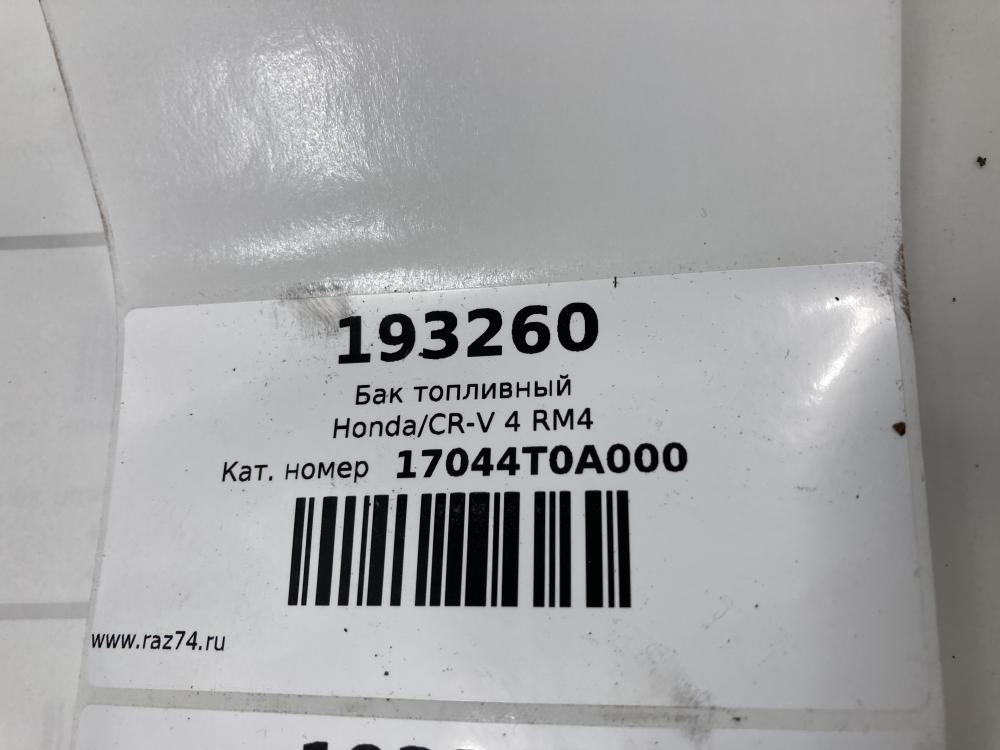 193260
Бак топливный
Honda/CR-V 4 RM4
Кат. номер 17044T0A000
www.raz74.ru